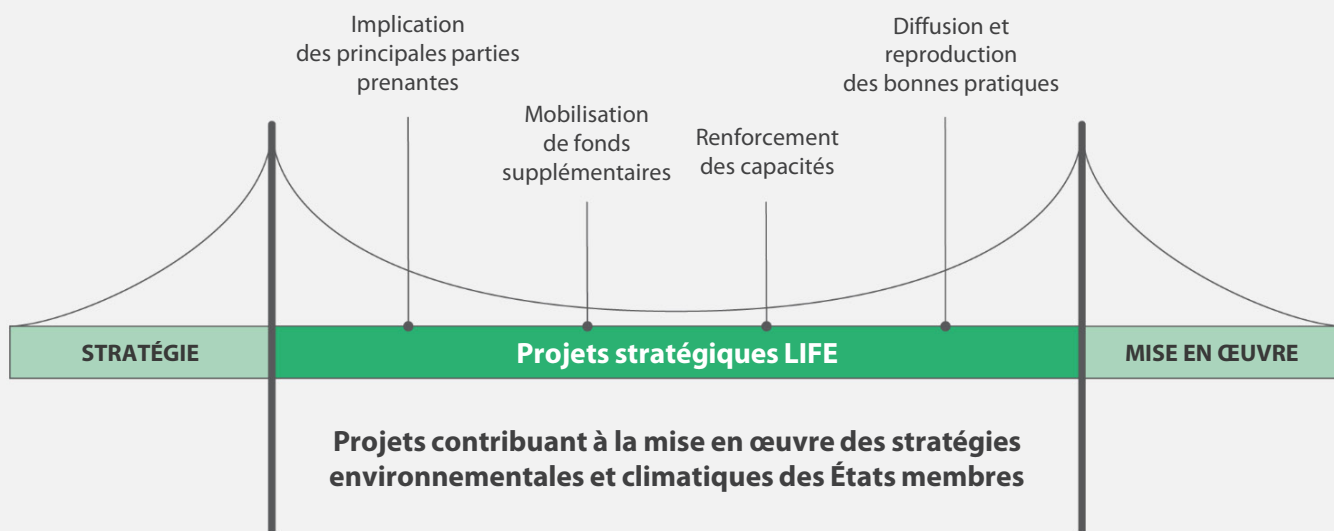 Implication
des principales parties
prenantes
Mobilisation
de fonds
supplémentaires
Renforcement
des capacités
Diffusion et
reproduction
des bonnes pratiques
STRATÉGIE
Projets stratégiques LIFE
MISE EN ŒUVRE
Projets contribuant à la mise en œuvre des stratégies
environnementales et climatiques des États membres